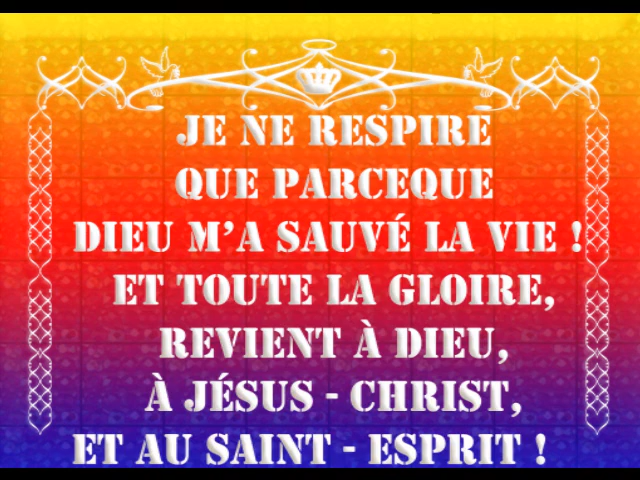 JE NE RESPIRE
QUE PARCEQUE
DIEU M'A SAUVÉ LA VIE !
ET TOUTE LA GLOIRE,
REVIENT À DIEU,
À JÉSUS - CHRIST,
ET AU SAINT - ESPRIT !